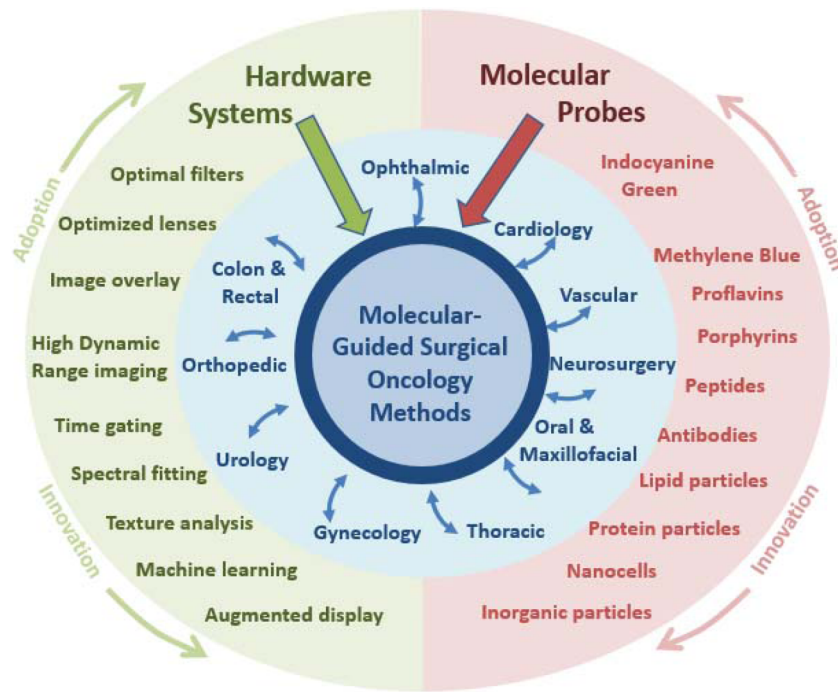 Hardware
Systems
Molecular
Probes
Adoption
Innovation
Optimal filters
Optimized lenses
Image overlay
High Dynamic
Range imaging
Time gating
Spectral fitting
Texture analysis
Machine learning
Augmented display
Ophthalmic
Cardiology
Vascular
Neurosurgery
Oral &
Maxillofacial
Thoracic
Gynecology
Urology
Orthopedic
Colon &
Rectal
Molecular-
Guided Surgical
Oncology
Methods
Indocyanine
Green
Methylene Blue
Proflavins
Porphyrins
Peptides
Antibodies
Lipid particles
Protein particles
Nanocells
Inorganic particles
Adoption
Innovation